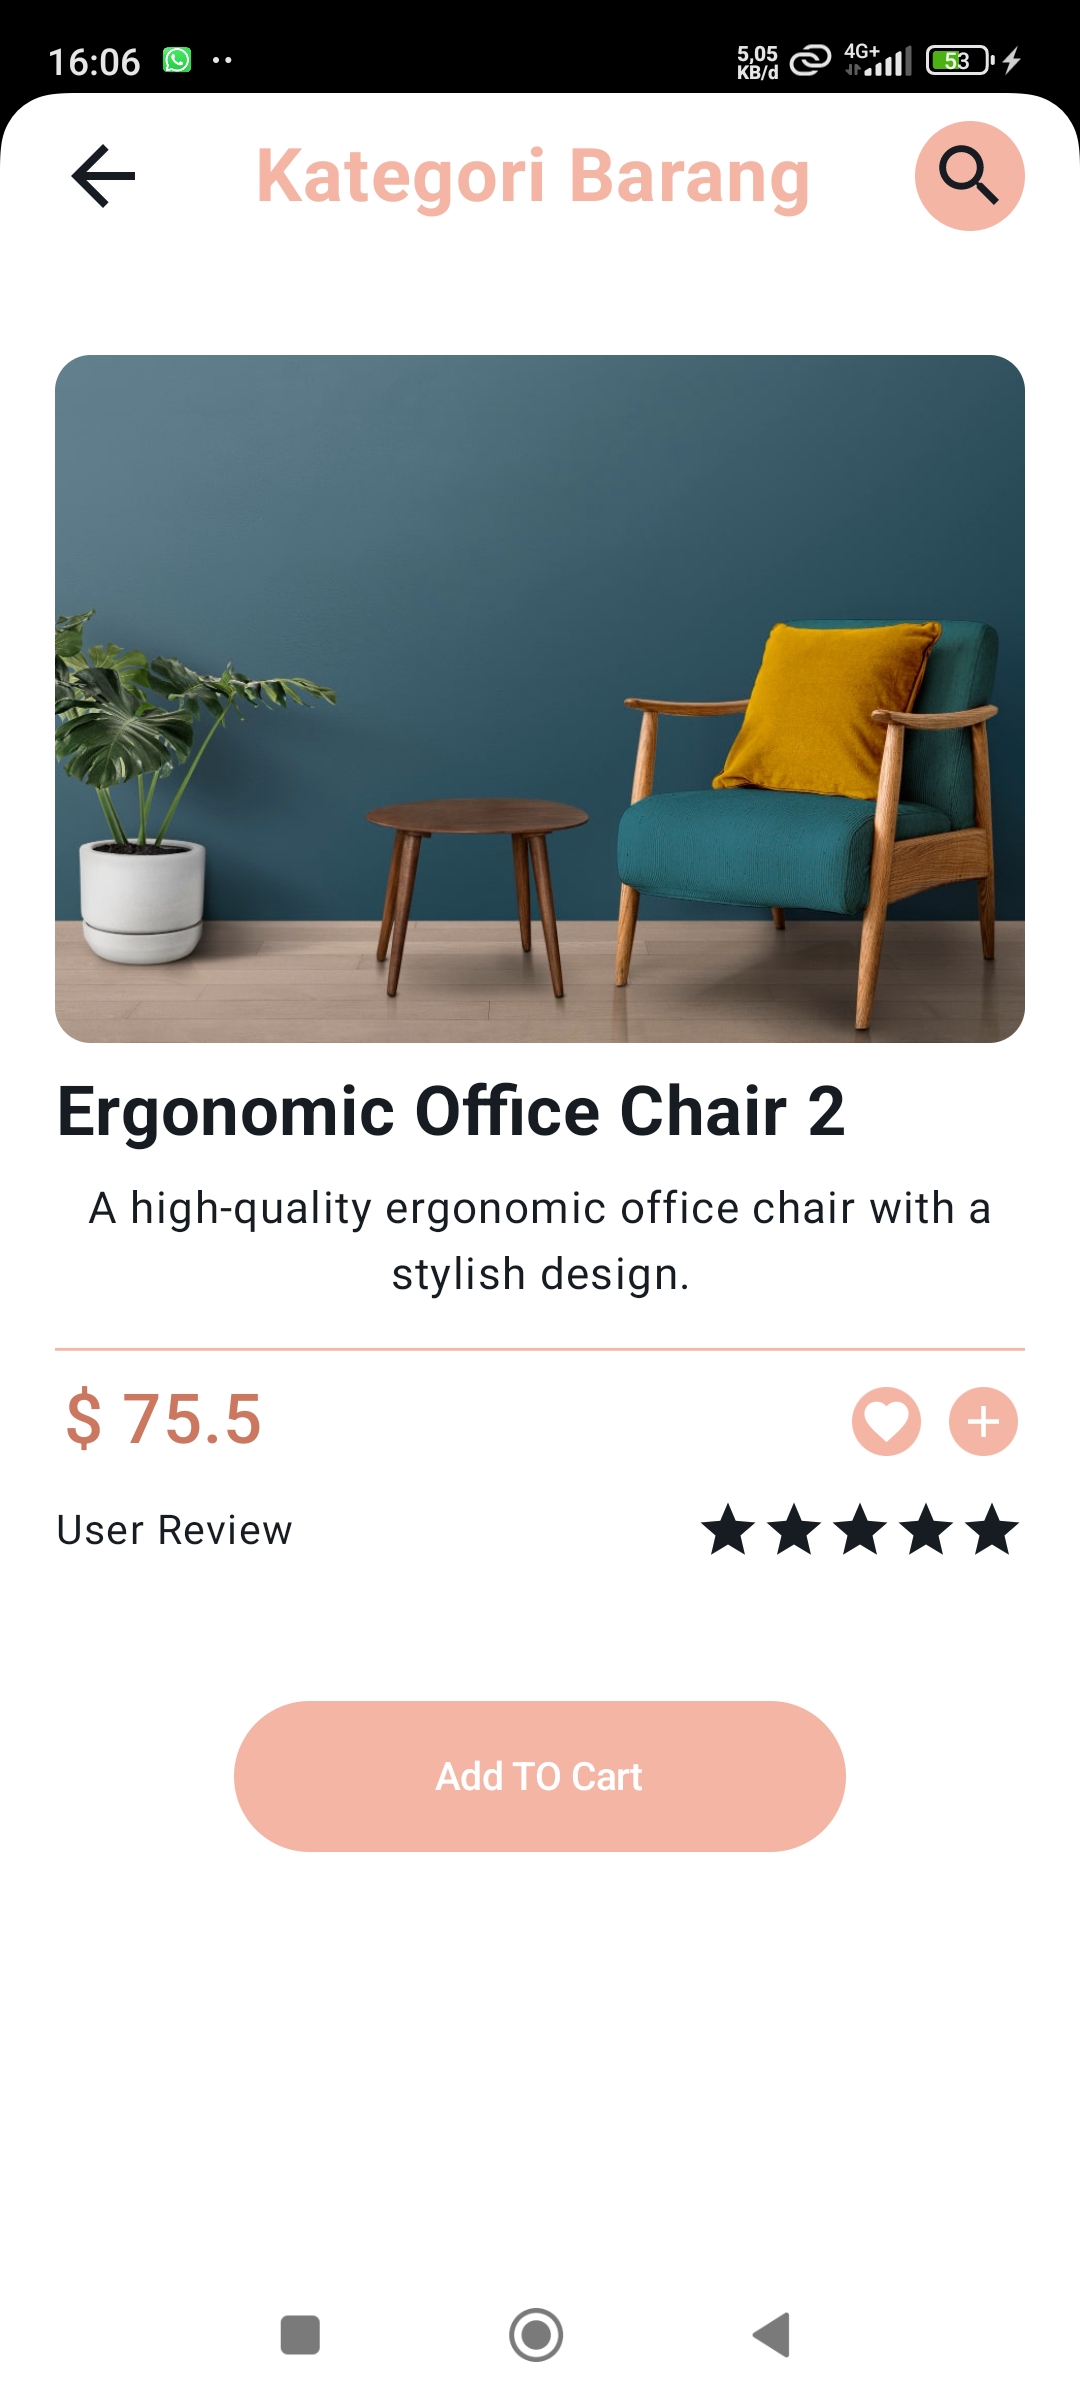 16:06
5,05
KB/d
4G+
53
Kategori Barang
Ergonomic Office Chair 2
A high-quality ergonomic office chair with a
stylish design.
$ 75.5
User Review
Add TO Cart